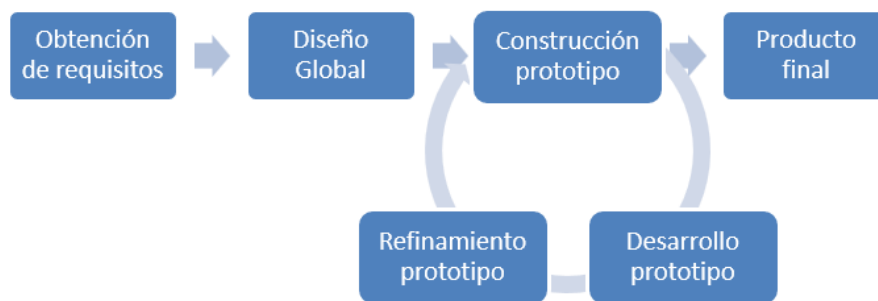 Obtención
de requisitos
Diseño
Global
Construcción
prototipo
Producto
final
Refinamiento
prototipo
Desarrollo
prototipo